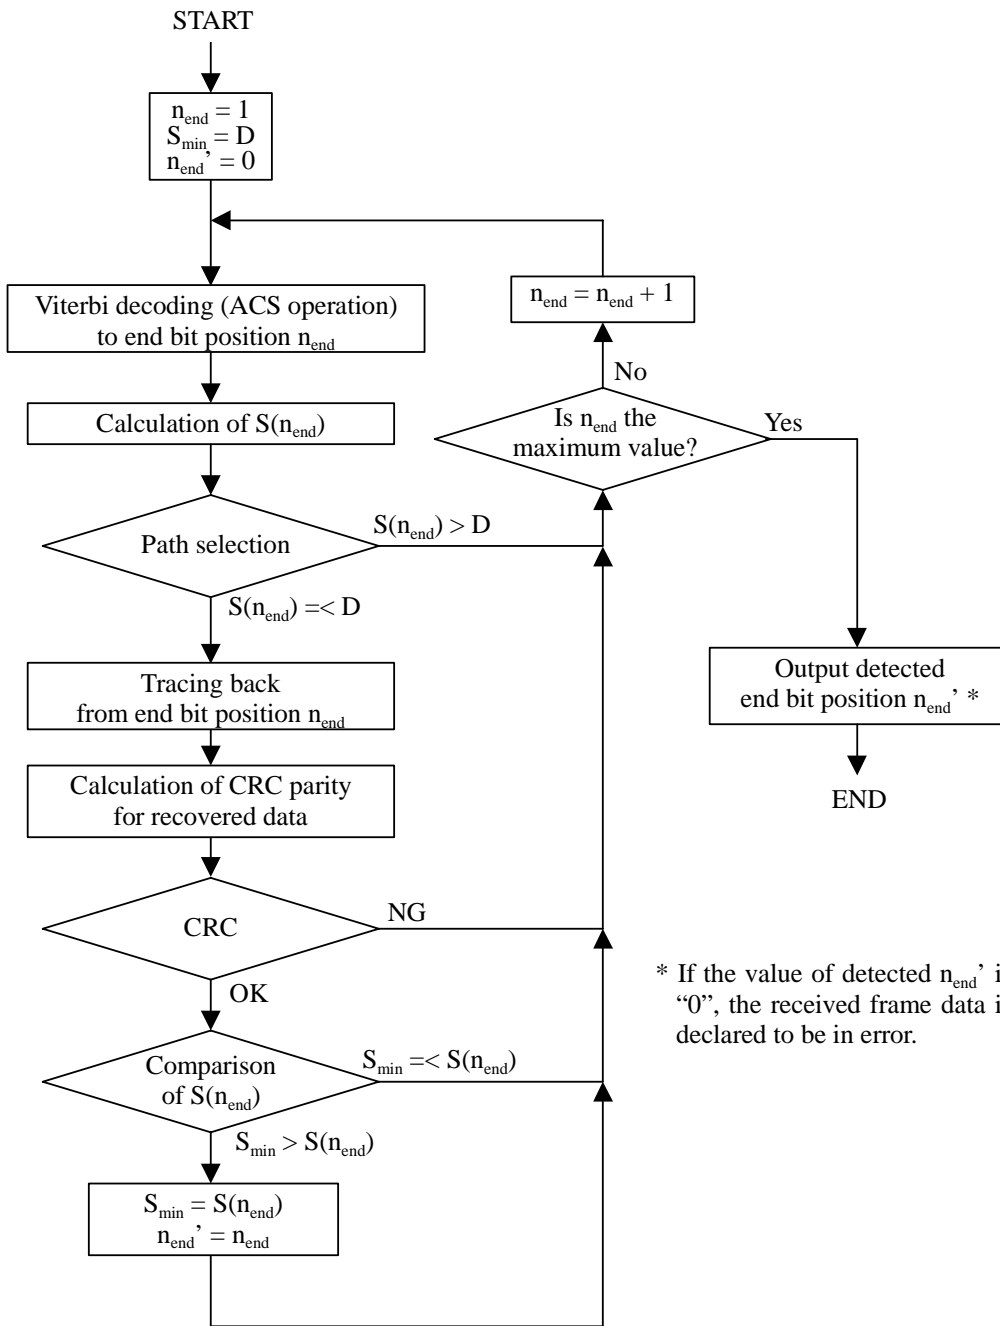 START
n_end = 1
S_min = D
n_end’ = 0
Viterbi decoding (ACS operation)
to end bit position n_end
Calculation of S(n_end)
Path selection
S(n_end) > D
S(n_end) =< D
Tracing back
from end bit position n_end
Calculation of CRC parity
for recovered data
CRC
NG
OK
Comparison
of S(n_end)
S_min =< S(n_end)
S_min > S(n_end)
S_min = S(n_end)
n_end’ = n_end
n_end = n_end + 1
No
Is n_end the
maximum value?
Yes
Output detected
end bit position n_end’ *
END
* If the value of detected n_end’ i
“0”, the received frame data i
declared to be in error.